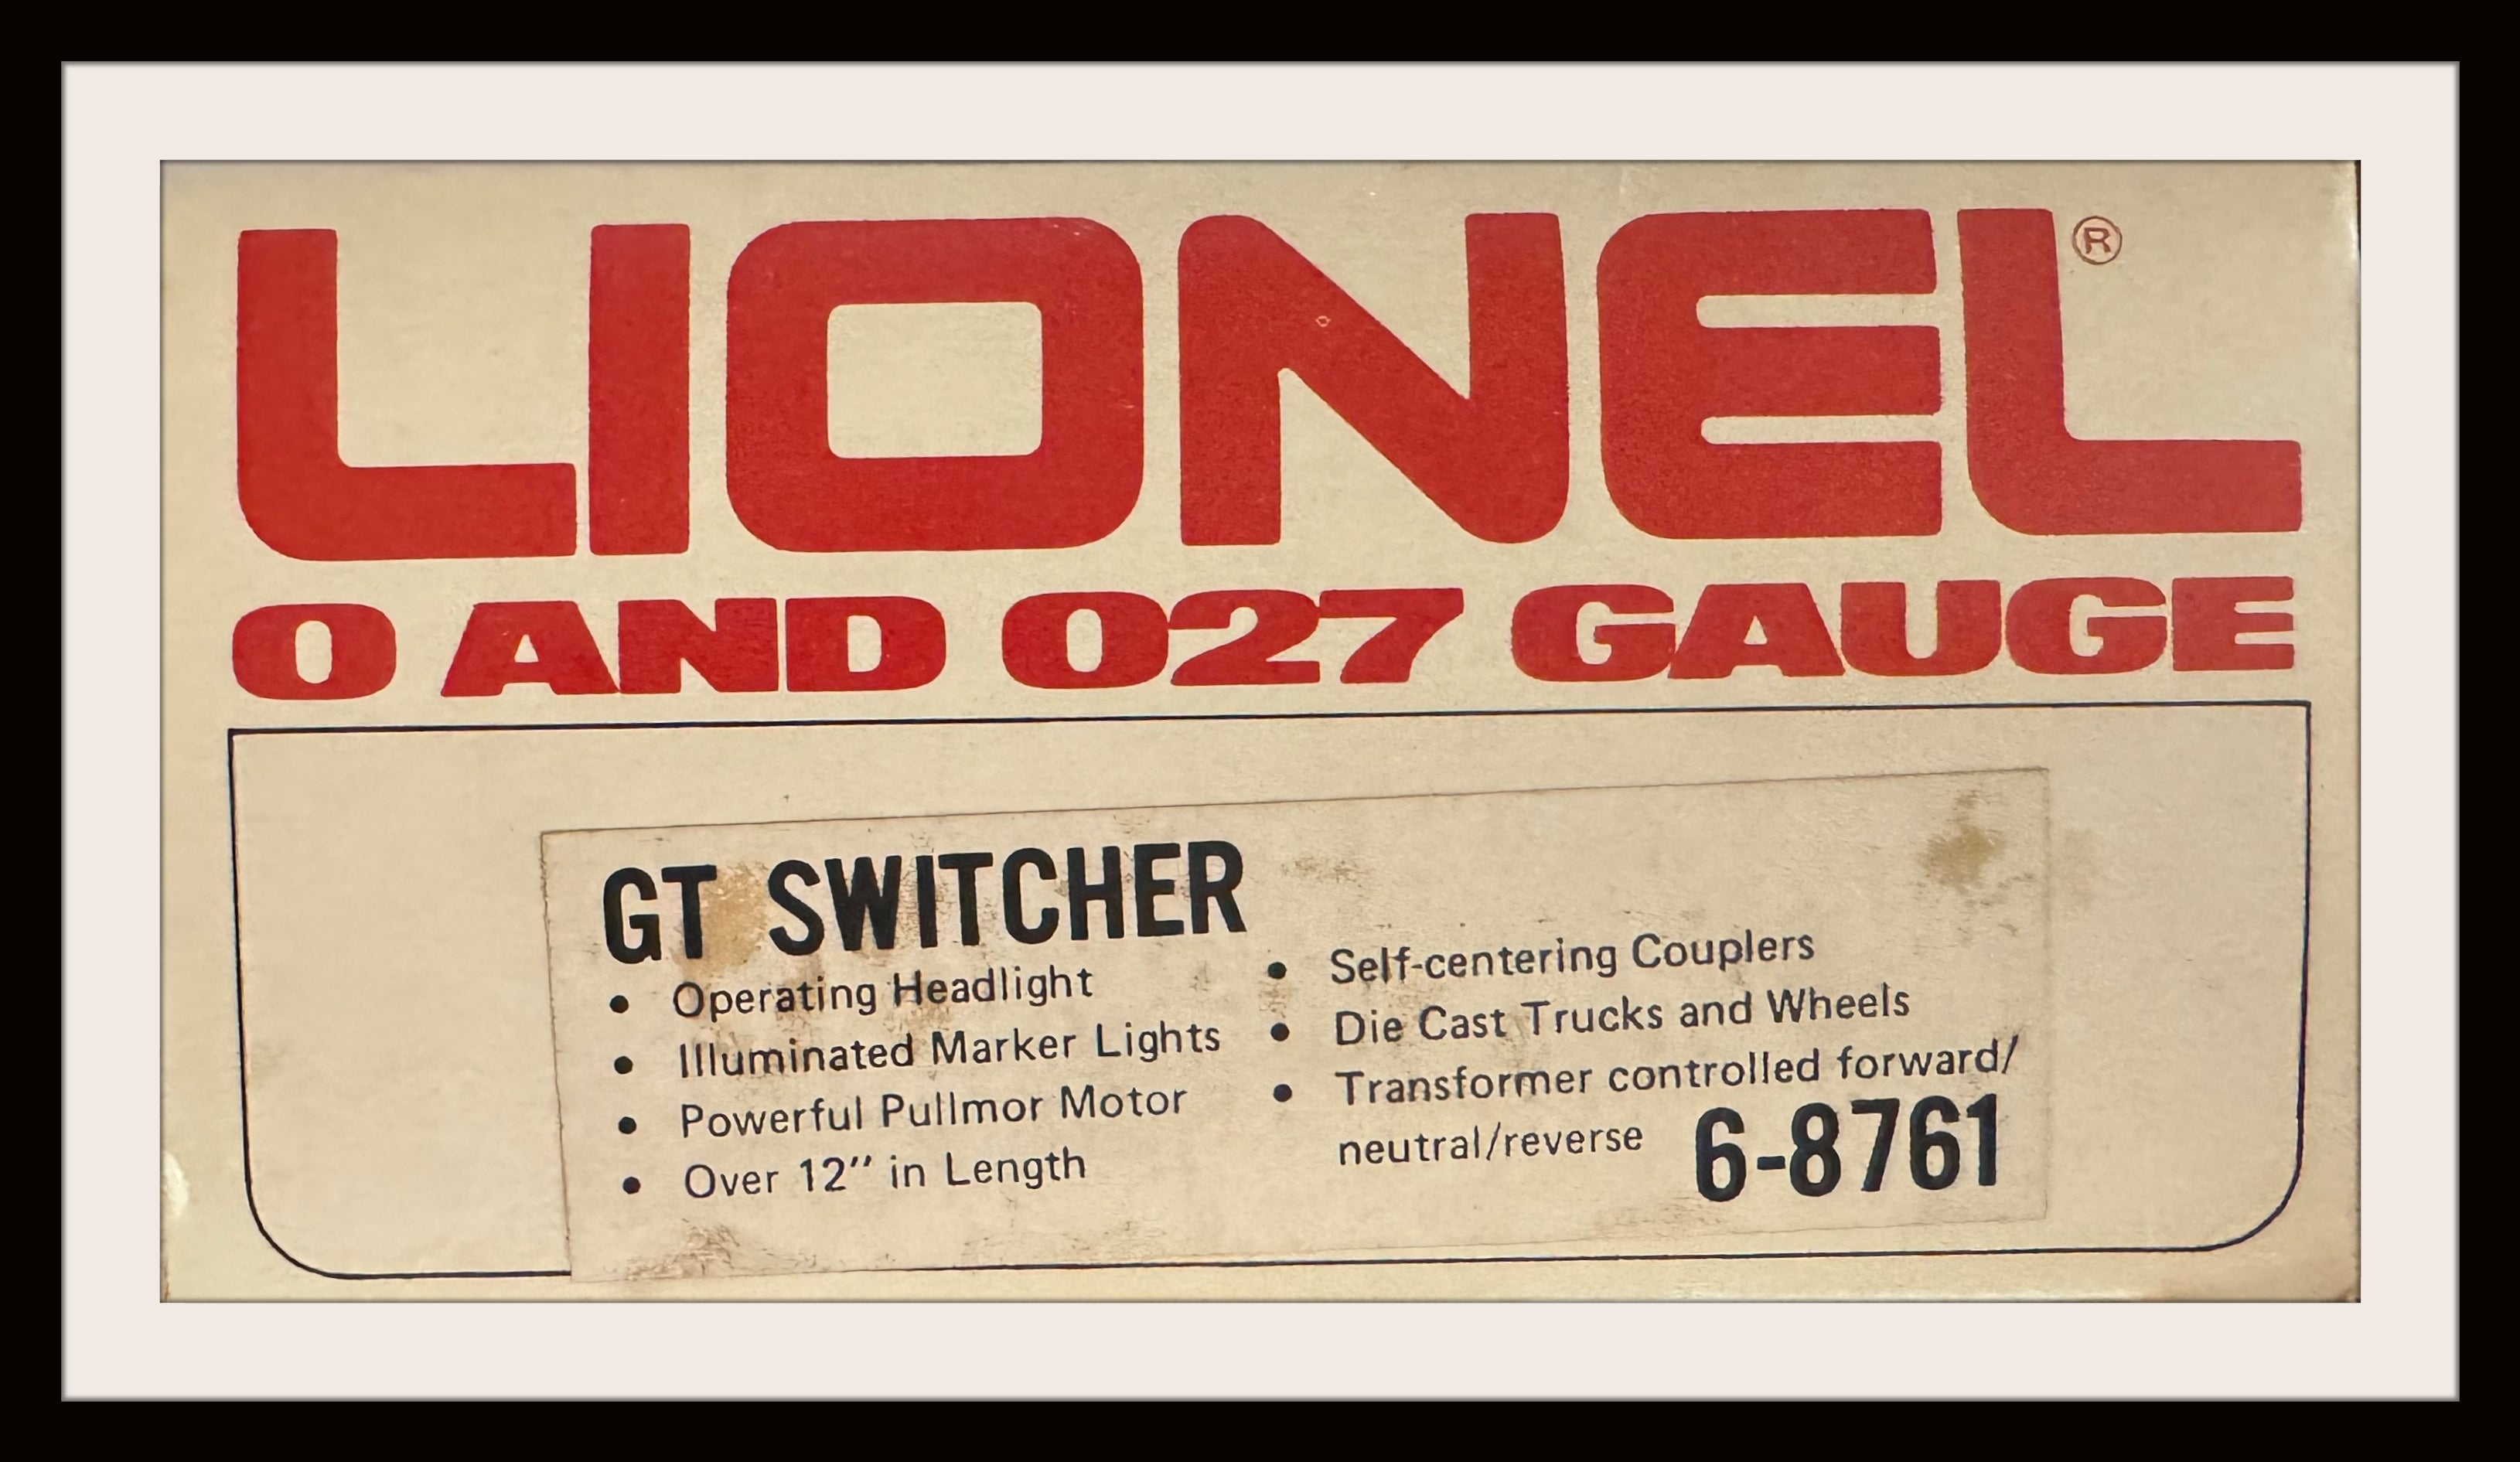 LIONEL®
O AND O27 GAUGE
GT SWITCHER
• Operating Headlight
• Illuminated Marker Lights
• Powerful Pullmor Motor
• Over 12" in Length
• Self-centering Couplers
• Die Cast Trucks and Wheels
• Transformer controlled forward/
neutral/reverse
6-8761